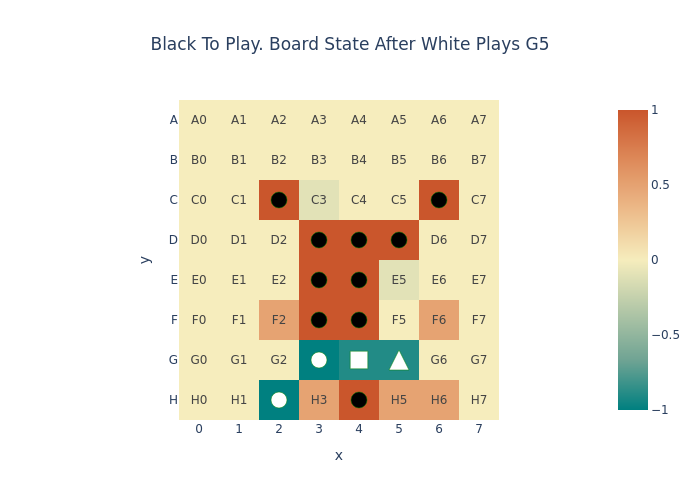 Black To Play. Board State After White Plays G5
A A0 A1 A2 A3 A4 A5 A6 A7
B B0 B1 B2 B3 B4 B5 B6 B7
C C0 C1 C3 C4 C5 C7
D D0 D1 D2 D6 D7
E E0 E1 E2 E5 E6 E7
F F0 F1 F2 F5 F6 F7
G G0 G1 G2 G6 G7
H H0 H1 H3 H5 H6 H7
0 1 2 3 4 5 6 7
x
y
1
0.5
0
−0.5
−1